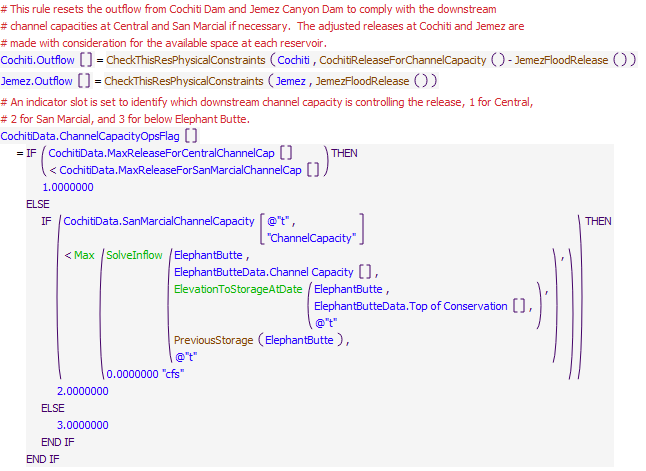 # This rule resets the outflow from Cochiti Dam and Jemez Canyon Dam to comply with the downstream
# channel capacities at Central and San Marcial if necessary.  The adjusted releases at Cochiti and Jemez are
# made with consideration for the available space at each reservoir.
Cochiti.Outflow [] = CheckThisResPhysicalConstraints ( Cochiti , CochitiReleaseForChannelCapacity () - JemezFloodRelease () )
Jemez.Outflow [] = CheckThisResPhysicalConstraints ( Jemez , JemezFloodRelease () )
# An indicator slot is set to identify which downstream channel capacity is controlling the release, 1 for Central,
# 2 for San Marcial, and 3 for below Elephant Butte.
CochitiData.ChannelCapacityOpsFlag []
= IF ( CochitiData.MaxReleaseForCentralChannelCap [] ) THEN
< CochitiData.MaxReleaseForSanMarcialChannelCap []
1.0000000
ELSE
IF ( CochitiData.SanMarcialChannelCapacity [ @"t" , ) THEN
"ChannelCapacity" ]
< Max ( SolveInflow ( ElephantButte , ) ,
ElephantButteData.Channel Capacity [] ,
ElevationToStorageAtDate ( ElephantButte , ) ,
ElephantButteData.Top of Conservation [] ,
@"t"
PreviousStorage ( ElephantButte ) ,
@"t"
0.0000000 "cfs"
2.0000000
ELSE
3.0000000
END IF
END IF